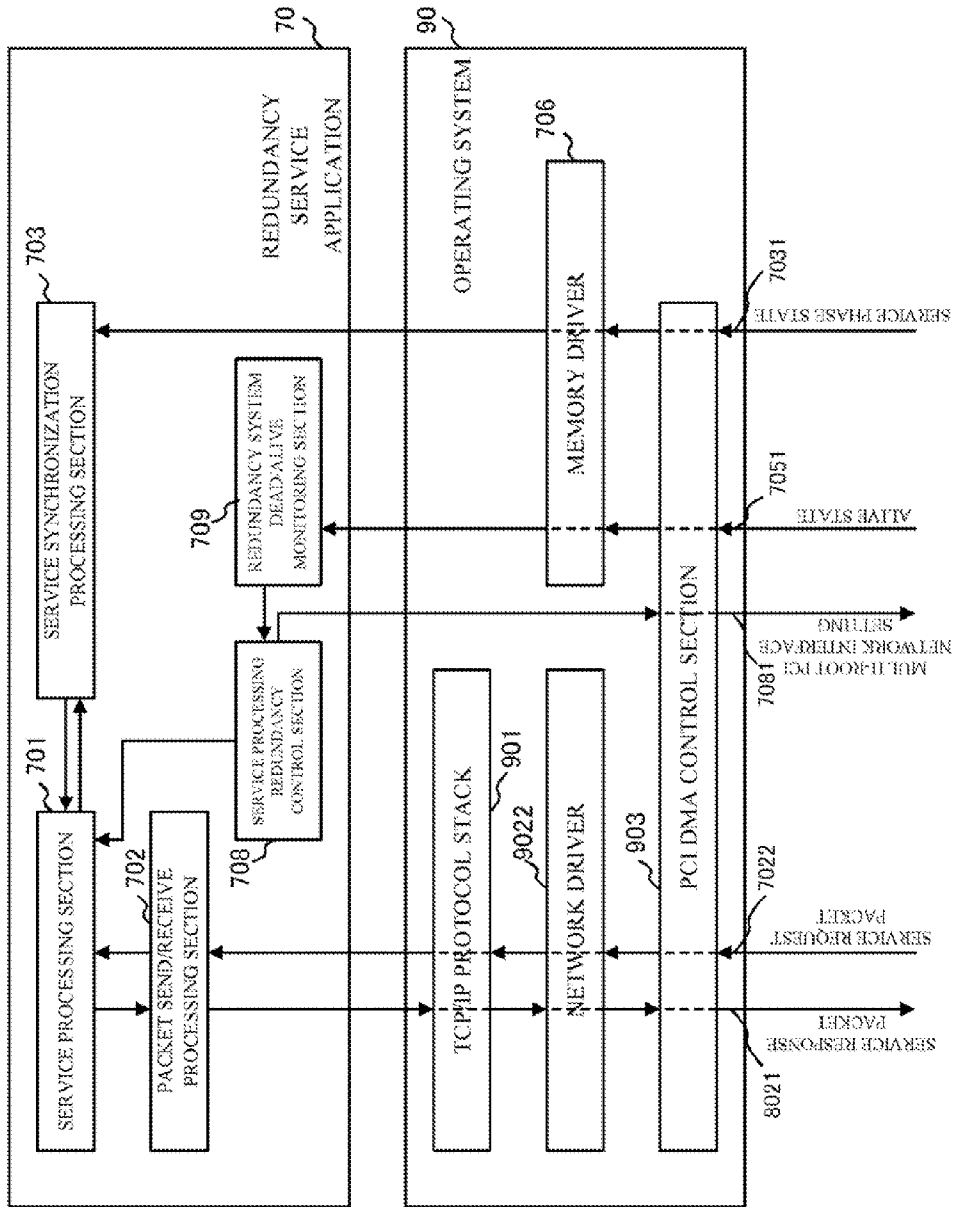 70
REDUNDANCY
SERVICE
APPLICATION
703
SERVICE SYNCHRONIZATION
PROCESSING SECTION
709
REDUNDANCY SYSTEM
DEAD/ALIVE
MONITORING SECTION
701
SERVICE PROCESSING SECTION
702
PACKET SEND/RECEIVE
PROCESSING SECTION
SERVICE PROCESSING
REDUNDANCY
CONTROL SECTION
708
90
OPERATING SYSTEM
706
MEMORY DRIVER
901
TCP/IP PROTOCOL STACK
9022
NETWORK DRIVER
903
PCI DMA CONTROL SECTION
7031
SERVICE PHASE STATE
7051
ALIVE STATE
7081
MULTI-ROOT PCI
NETWORK INTERFACE
SETTING
7022
SERVICE REQUEST
PACKET
8021
SERVICE RESPONSE
PACKET